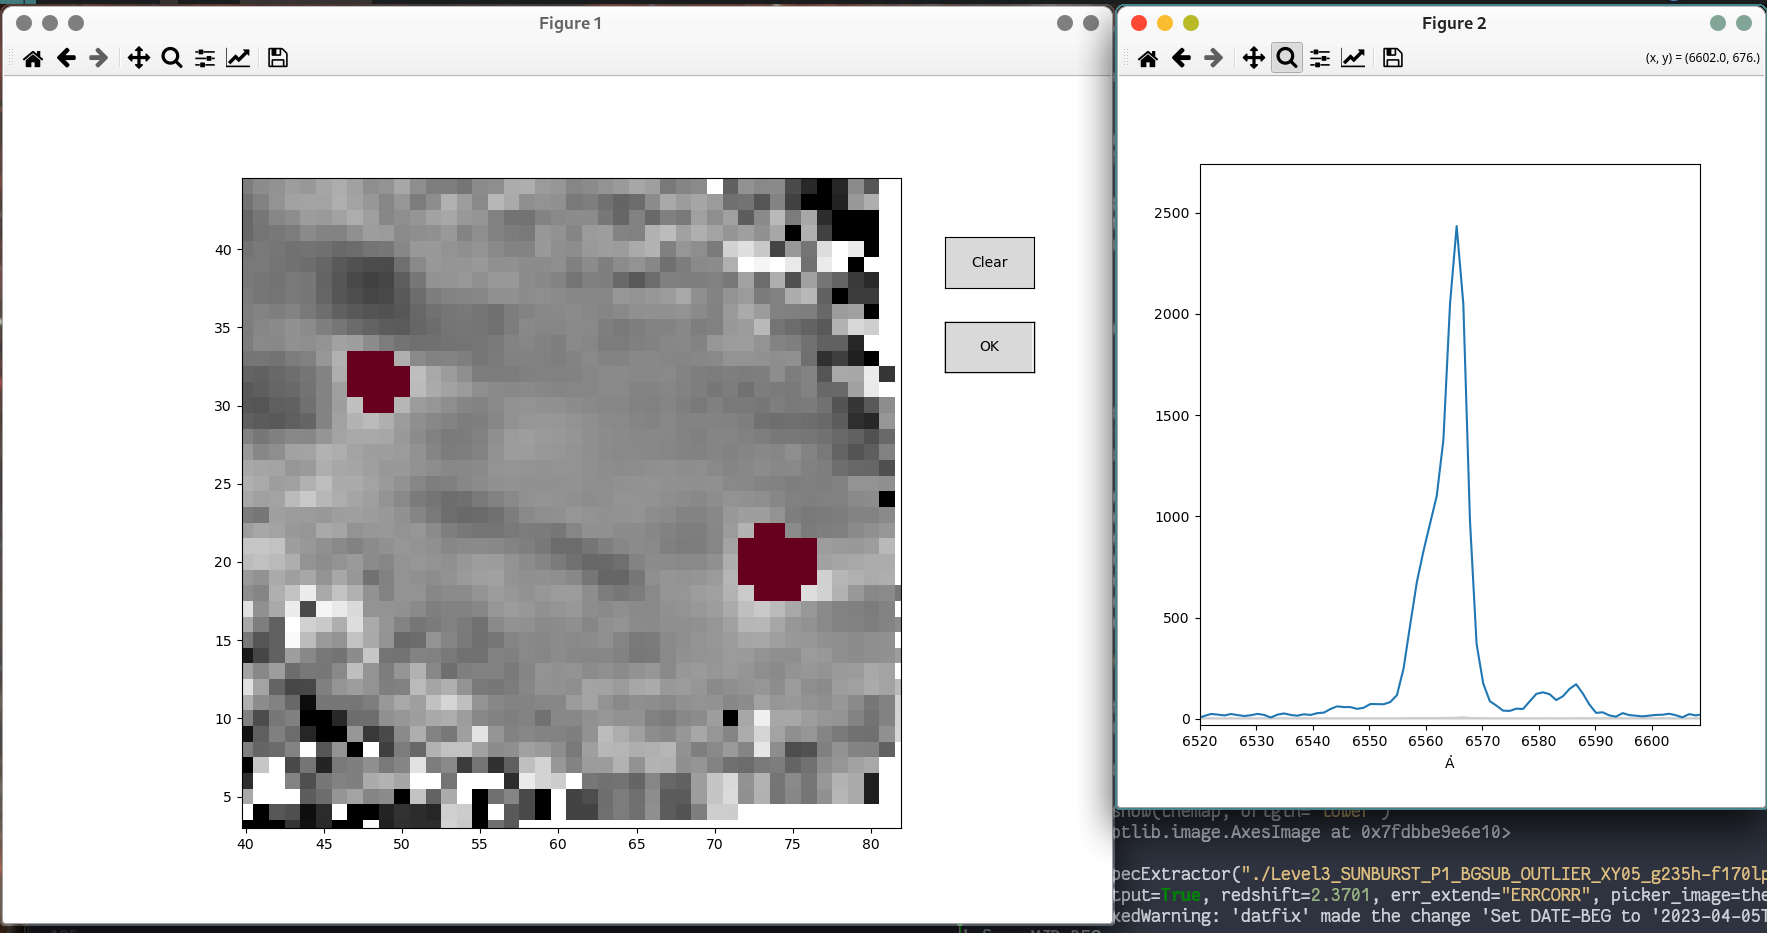 Figure 1
Clear
OK
40
35
30
25
20
15
10
5
40 45 50 55 60 65 70 75 80
Figure 2
(x, y) = (6602.0, 676.)
2500
2000
1500
1000
500
0
6520 6530 6540 6550 6560 6570 6580 6590 6600
Å
otlib.image.AxesImage at 0x7fdbbe9e6e10>
pecExtractor("./Level3_SUNBURST_P1_BGSUB_OUTLIER_XY05_g235h-f170lp
tput=True, redshift=2.3701, err_extend="ERRCORR", picker_image=the
xedWarning: 'datfix' made the change 'Set DATE-BEG to '2023-04-05T